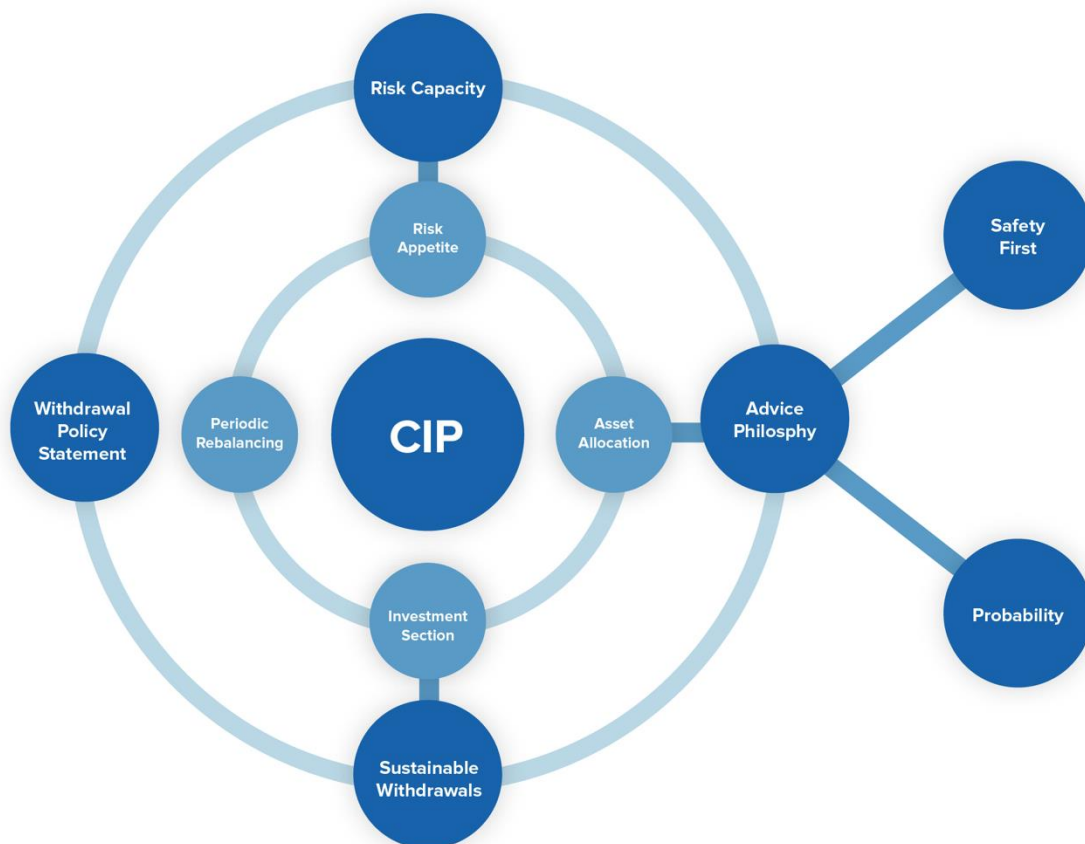 Risk Capacity
Risk
Appetite
Safety
First
Withdrawal
Policy
Statement
Periodic
Rebalancing
CIP
Asset
Allocation
Advice
Philosphy
Investment
Section
Probability
Sustainable
Withdrawals